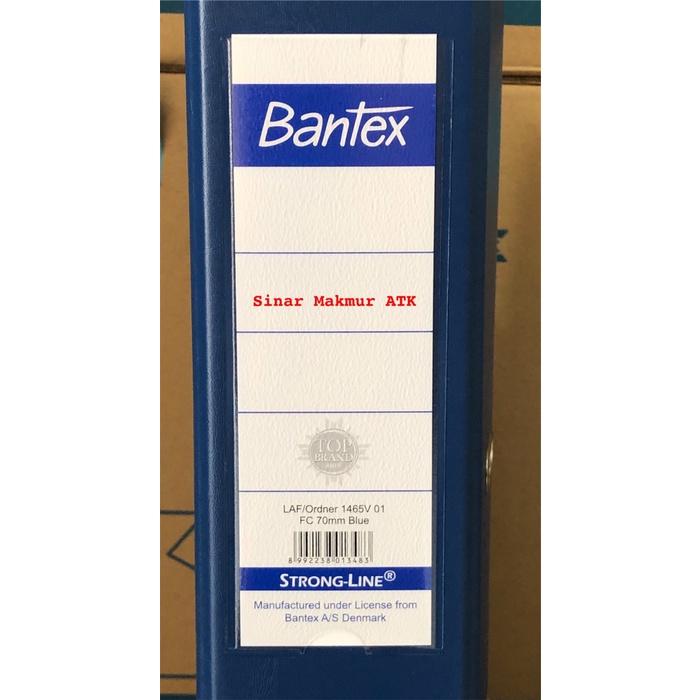 Bantex
Sinar Makmur ATK
TOP
BRAND
LAF/Ordner 1465V 01
FC 70mm Blue
8 992238 013483
STRONG-LINE®
Manufactured under License from
Bantex A/S Denmark